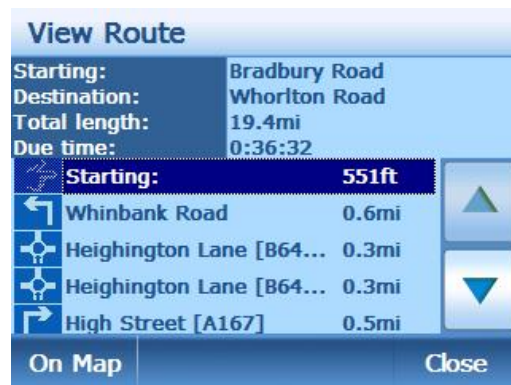 View Route
Starting: Bradbury Road
Destination: Whorlton Road
Total length: 19.4mi
Due time: 0:36:32
Starting: 551ft
Whinbank Road 0.6mi
Heighington Lane [B64... 0.3mi
Heighington Lane [B64... 0.3mi
High Street [A167] 0.5mi
On Map Close